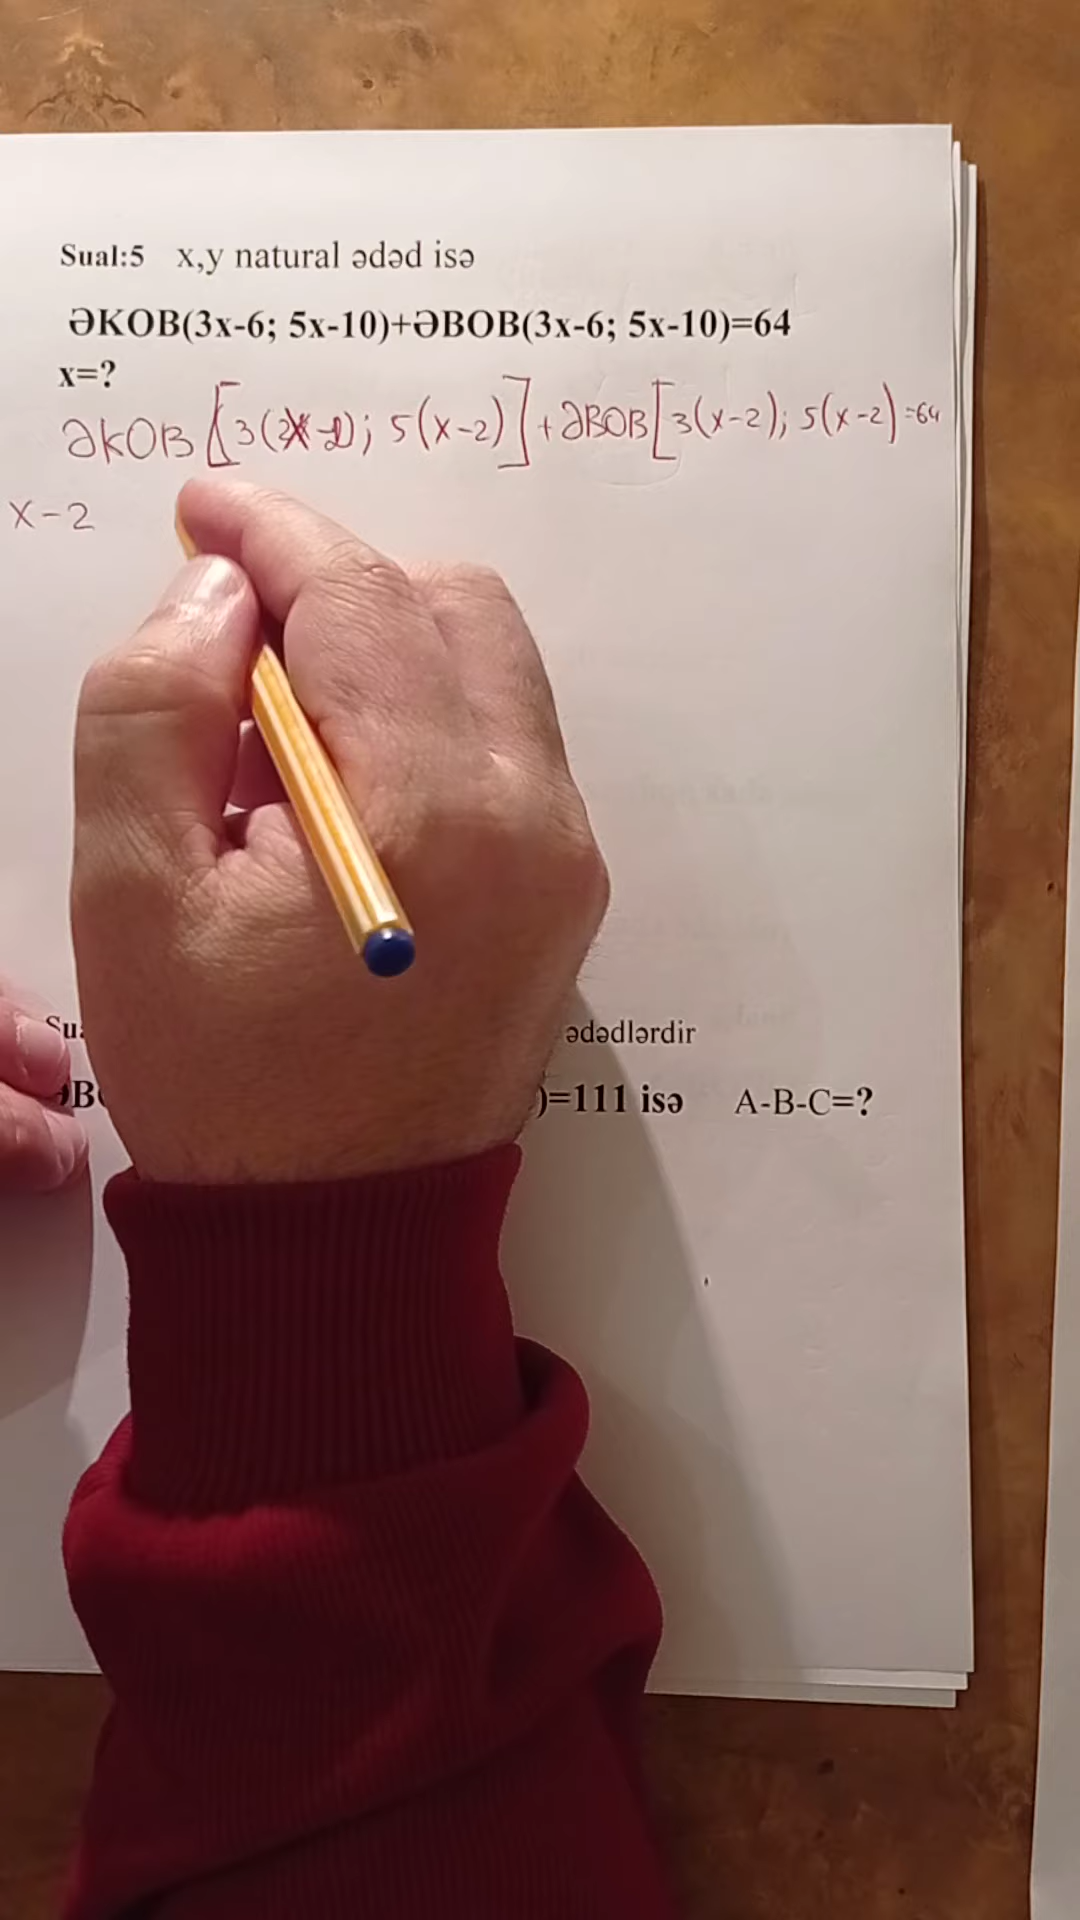 Sual:5 x,y natural ədəd isə
ƏKOB(3x-6; 5x-10)+ƏBOB(3x-6; 5x-10)=64
x=?
ƏKOB [3(x-2); 5(x-2)]+ƏBOB[3(x-2); 5(x-2)=64
x-2
ədədlərdir
)=111 isə A-B-C=?